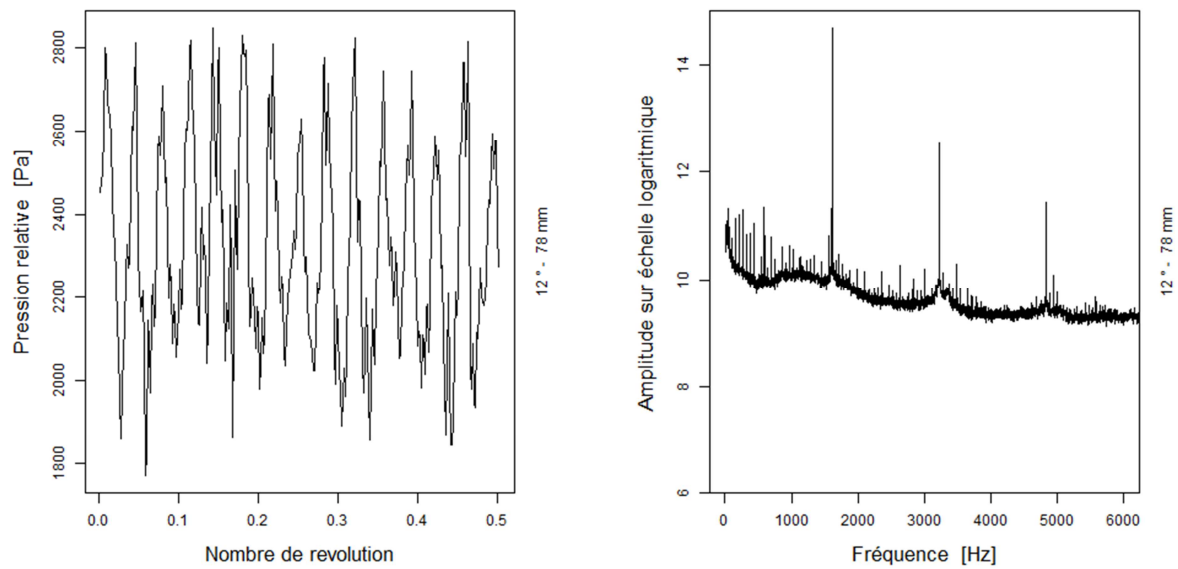 Pression relative [Pa]
2800
2600
2400
2200
2000
1800
0.0 0.1 0.2 0.3 0.4 0.5
Nombre de revolution
12 ° - 78 mm
Amplitude sur échelle logaritmique
14
12
10
8
6
0 1000 2000 3000 4000 5000 6000
Fréquence [Hz]
12 ° - 78 mm